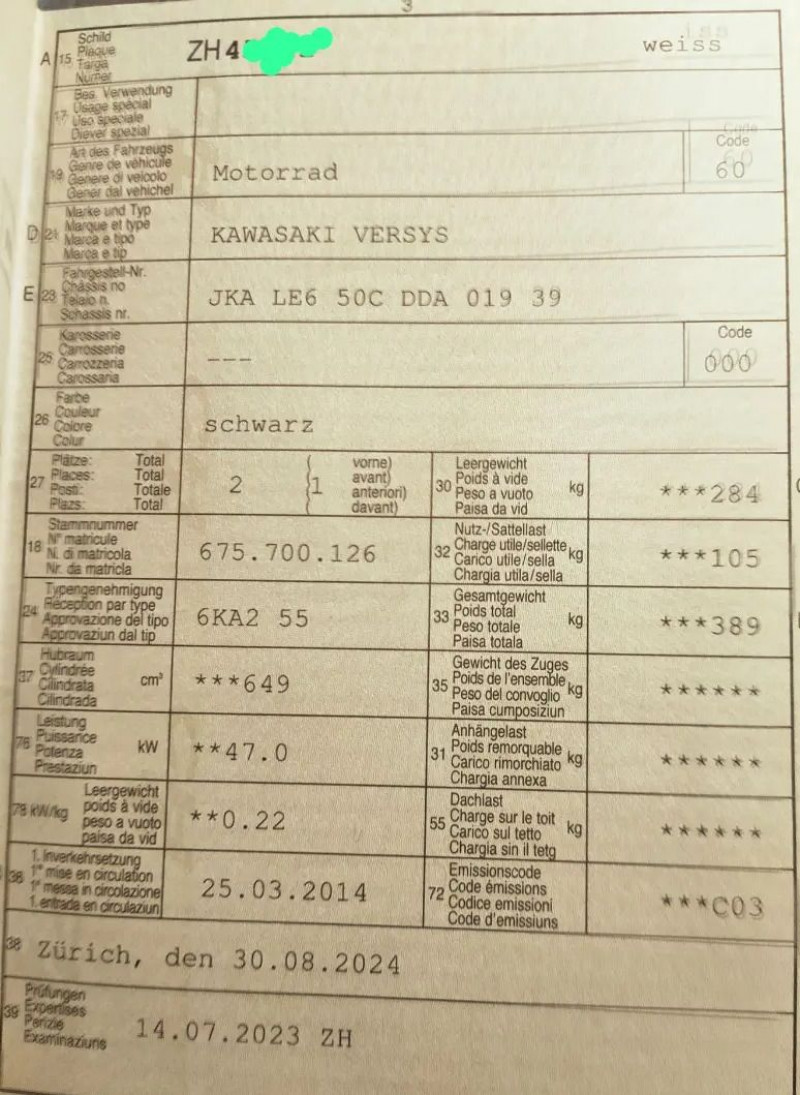 3
A 15 Schild
Plaque
Targa
Numer
ZH 4
weiss
17 Bes. Verwendung
Usage spécial
Uso speciale
Diever spezial
19 Art des Fahrzeugs
Genre de véhicule
Genere di veicolo
Gener dal vehichel
Motorrad
Code
60
D 21 Marke und Typ
Marque et type
Marca e tipo
Marca e tip
KAWASAKI VERSYS
E 23 Fahrgestell-Nr.
Châssis no
Telaio n.
Schassis nr.
JKA LE6 50C DDA 019 39
25 Karosserie
Carrosserie
Carrozzeria
Carossaria
---
Code
000
26 Farbe
Couleur
Colore
Colur
schwarz
27 Plätze: Total
Places: Total
Posti: Totale
Plazs: Total
2 (1 vorne)
avant)
anteriori)
davant)
30 Leergewicht
Poids à vide
Peso a vuoto
Paisa da vid
kg
***284
18 Stammnummer
N° matricule
N. di matricola
Nr. da matricla
675.700.126
32 Nutz-/Sattellast
Charge utile/sellette
Carico utile/sella
Chargia utila/sella
kg
***105
24 Typengenehmigung
Réception par type
Approvazione del tipo
Approvaziun dal tip
6KA2 55
33 Gesamtgewicht
Poids total
Peso totale
Paisa totala
kg
***389
37 Hubraum
Cylindrée
Cilindrata
Cilindrada
cm³
***649
35 Gewicht des Zuges
Poids de l'ensemble
Peso del convoglio
Paisa cumposiziun
kg
******
76 Leistung
Puissance
Potenza
Prestaziun
kW
**47.0
31 Anhängelast
Poids remorquable
Carico rimorchiato
Chargia annexa
kg
******
78 kW/kg Leergewicht
poids à vide
peso a vuoto
paisa da vid
**0.22
55 Dachlast
Charge sur le toit
Carico sul tetto
Chargia sin il tetg
kg
******
36 1. Inverkehrsetzung
1re mise en circulation
1a messa in circolazione
1. entrada en circulaziun
25.03.2014
72 Emissionscode
Code émissions
Codice emissioni
Code d'emissiuns
***C03
38 Zürich, den 30.08.2024
39 Prüfungen
Expertises
Perizie
Examinaziuns
14.07.2023 ZH